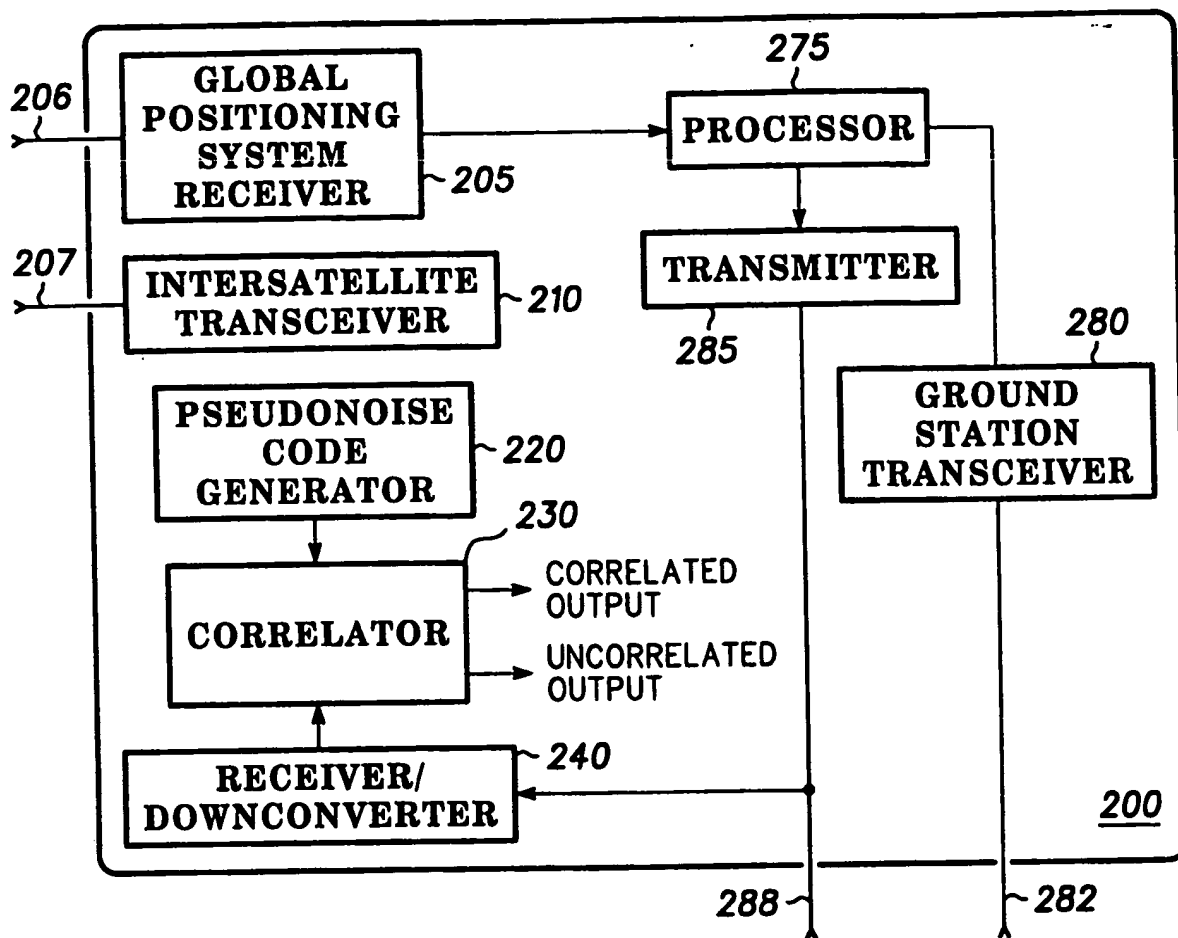 206
GLOBAL
POSITIONING
SYSTEM
RECEIVER
205
275
PROCESSOR
207
INTERSATELLITE
TRANSCEIVER
210
TRANSMITTER
285
280
GROUND
STATION
TRANSCEIVER
PSEUDONOISE
CODE
GENERATOR
220
230
CORRELATOR
CORRELATED
OUTPUT
UNCORRELATED
OUTPUT
240
RECEIVER/
DOWNCONVERTER
200
288
282